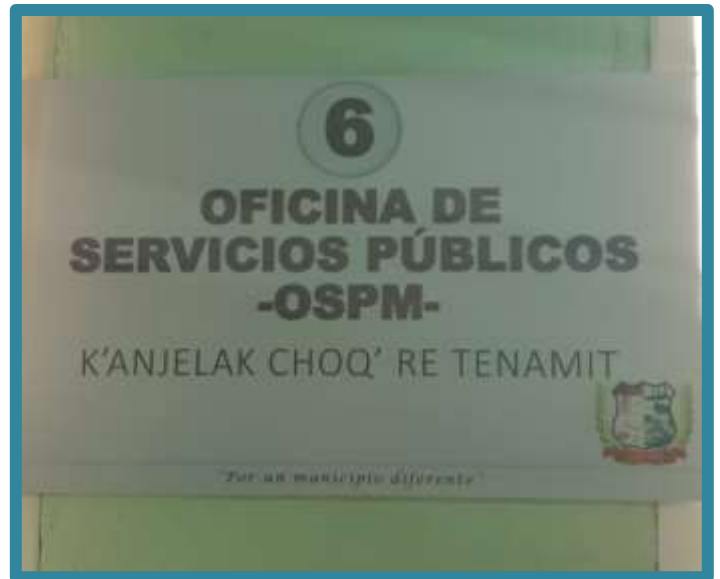 6
OFICINA DE
SERVICIOS PÚBLICOS
-OSPM-
K'ANJELAK CHOQ' RE TENAMIT
"Por un municipio diferente"